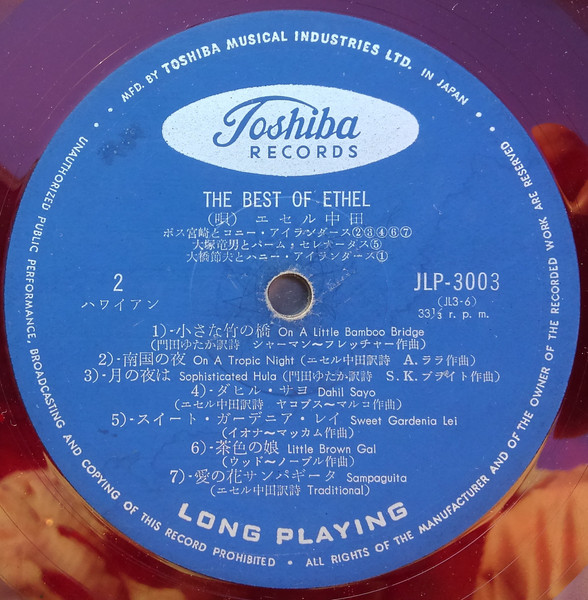 MFD. BY TOSHIBA MUSICAL INDUSTRIES LTD. IN JAPAN
Toshiba
RECORDS
THE BEST OF ETHEL
(唄) エセル中田
ボス宮崎とコニー・アイランダース②③④⑥⑦
大塚竜男とパーム・セレナーダス⑤
大橋節夫とハニー・アイランダース①
2
ハワイアン
JLP-3003
(JL3-6)
33⅓ r. p. m.
1)-小さな竹の橋 On A Little Bamboo Bridge
(門田ゆたか訳詩 シャーマン〜フレッチャー作曲)
2)-南国の夜 On A Tropic Night (エセル中田訳詩 A.ララ作曲)
3)-月の夜は Sophisticated Hula (門田ゆたか訳詩 S.K.ブライト作曲)
4)-ダヒル・サヨ Dahil Sayo
(エセル中田訳詩 ヤコブス〜マルコ作曲)
5)-スイート・ガーデニア・レイ Sweet Gardenia Lei
(イオナ〜マッカム作曲)
6)-茶色の娘 Little Brown Gal
(ウッド〜ノーブル作曲)
7)-愛の花サンパギータ Sampaguita
(エセル中田訳詩 Traditional)
LONG PLAYING
UNAUTHORIZED PUBLIC PERFORMANCE, BROADCASTING AND COPYING OF THIS RECORD PROHIBITED • ALL RIGHTS OF THE MANUFACTURER AND OF THE OWNER OF THE RECORDED WORK ARE RESERVED